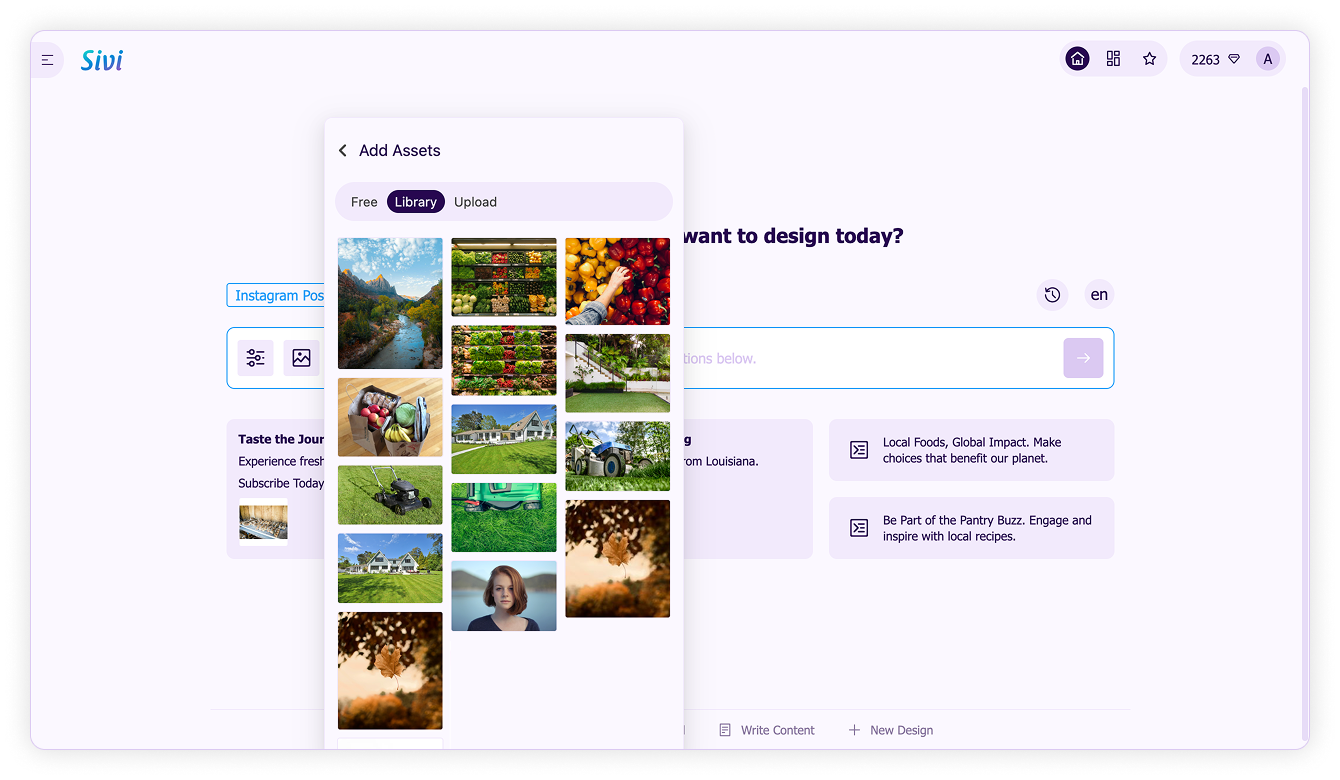 Sivi
2263
A
Add Assets
Free
Library
Upload
want to design today?
Instagram Pos
en
tions below.
Taste the Jour
Experience fresh
Subscribe Today
g
rom Louisiana.
Local Foods, Global Impact. Make
choices that benefit our planet.
Be Part of the Pantry Buzz. Engage and
inspire with local recipes.
Write Content
New Design